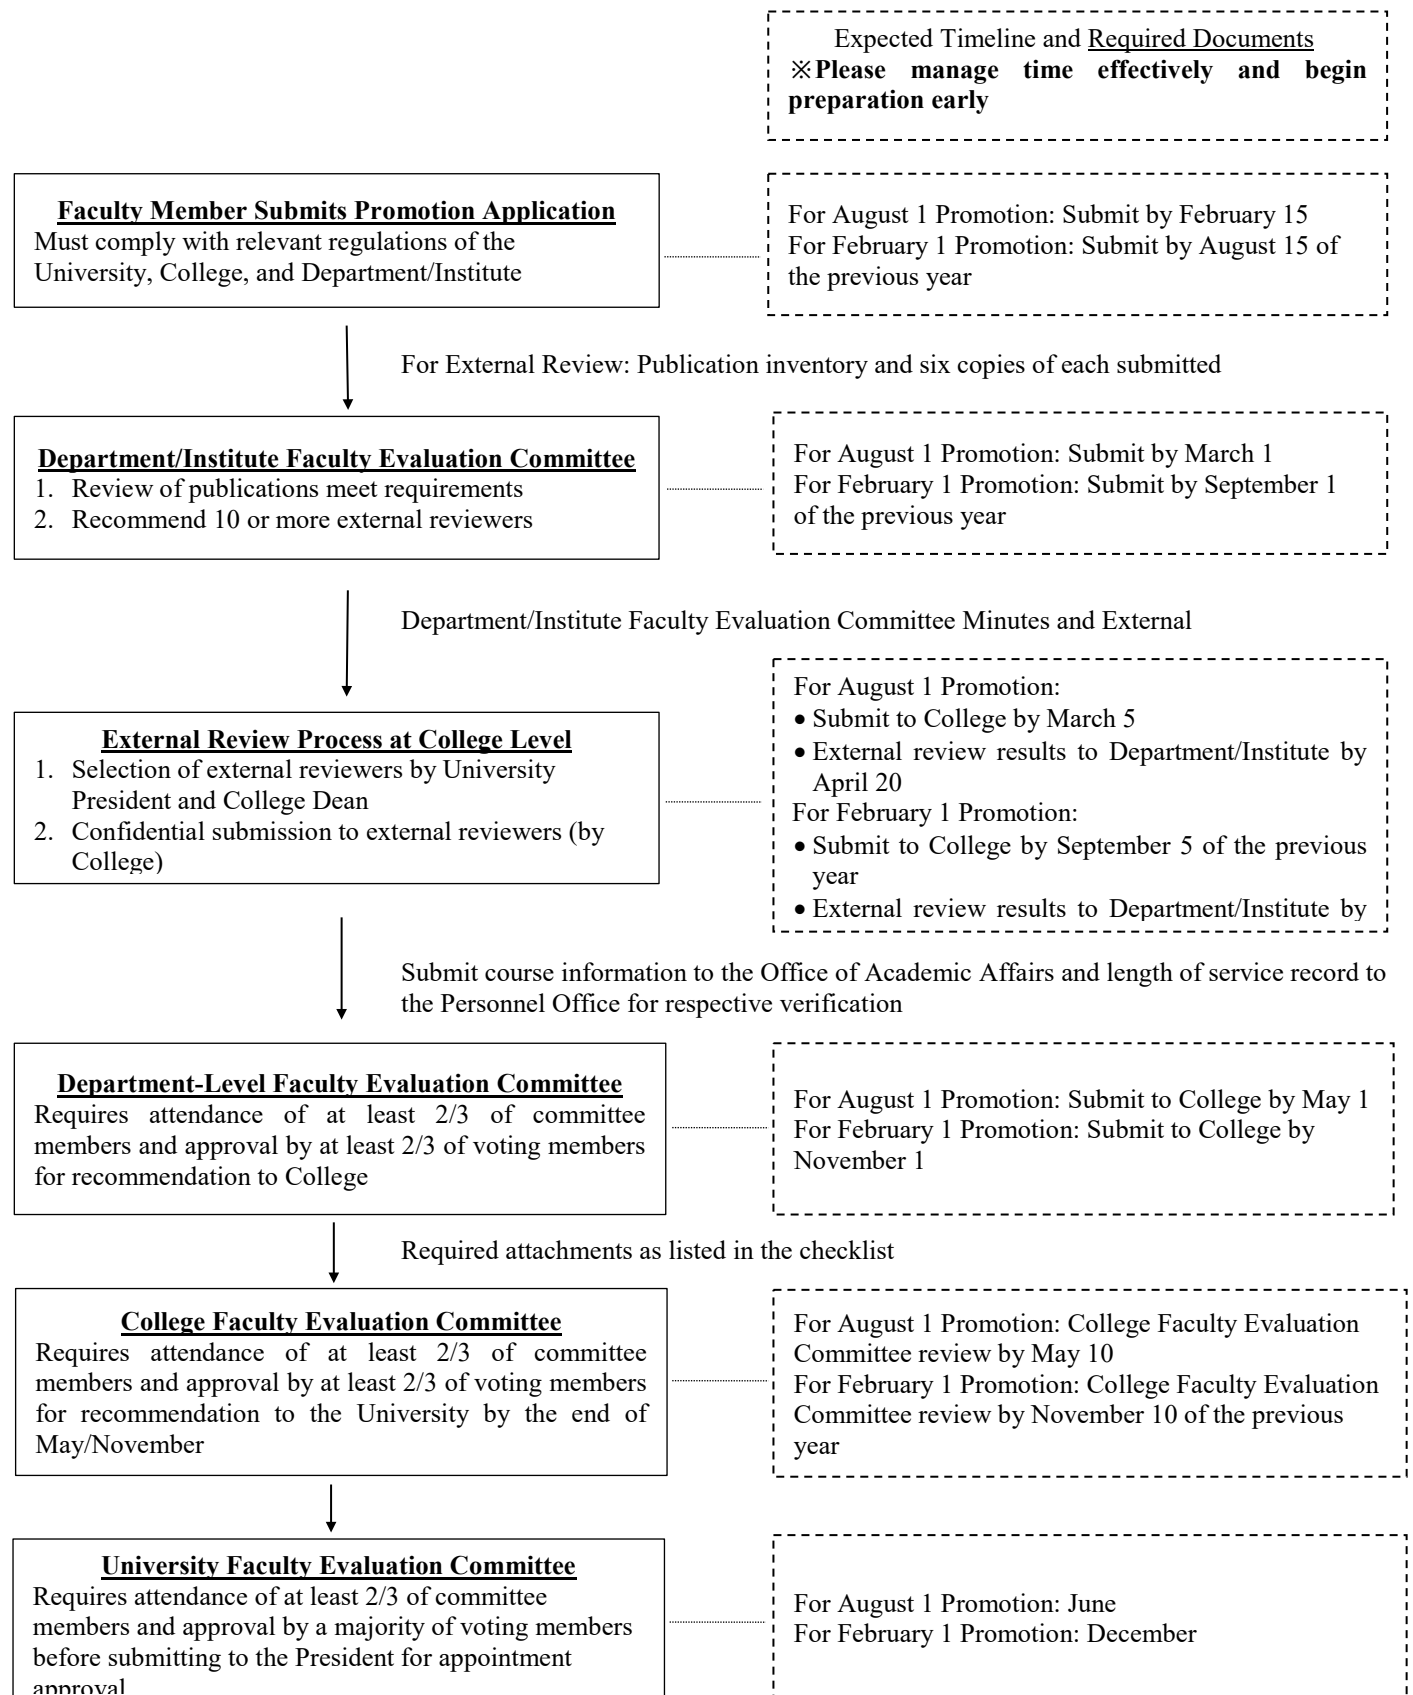 Expected Timeline and Required Documents
※Please manage time effectively and begin
preparation early
Faculty Member Submits Promotion Application
Must comply with relevant regulations of the
University, College, and Department/Institute
For August 1 Promotion: Submit by February 15
For February 1 Promotion: Submit by August 15 of
the previous year
For External Review: Publication inventory and six copies of each submitted
Department/Institute Faculty Evaluation Committee
1. Review of publications meet requirements
2. Recommend 10 or more external reviewers
For August 1 Promotion: Submit by March 1
For February 1 Promotion: Submit by September 1
of the previous year
Department/Institute Faculty Evaluation Committee Minutes and External
External Review Process at College Level
1. Selection of external reviewers by University
President and College Dean
2. Confidential submission to external reviewers (by
College)
For August 1 Promotion:
• Submit to College by March 5
• External review results to Department/Institute by
April 20
For February 1 Promotion:
• Submit to College by September 5 of the previous
year
• External review results to Department/Institute by
Submit course information to the Office of Academic Affairs and length of service record to
the Personnel Office for respective verification
Department-Level Faculty Evaluation Committee
Requires attendance of at least 2/3 of committee
members and approval by at least 2/3 of voting members
for recommendation to College
For August 1 Promotion: Submit to College by May 1
For February 1 Promotion: Submit to College by
November 1
Required attachments as listed in the checklist
College Faculty Evaluation Committee
Requires attendance of at least 2/3 of committee
members and approval by at least 2/3 of voting members
for recommendation to the University by the end of
May/November
For August 1 Promotion: College Faculty Evaluation
Committee review by May 10
For February 1 Promotion: College Faculty Evaluation
Committee review by November 10 of the previous
year
University Faculty Evaluation Committee
Requires attendance of at least 2/3 of committee
members and approval by a majority of voting members
before submitting to the President for appointment
approval
For August 1 Promotion: June
For February 1 Promotion: December